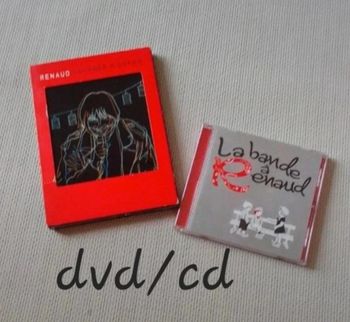 RENAUD
La bande
à
Renaud
dvd/cd